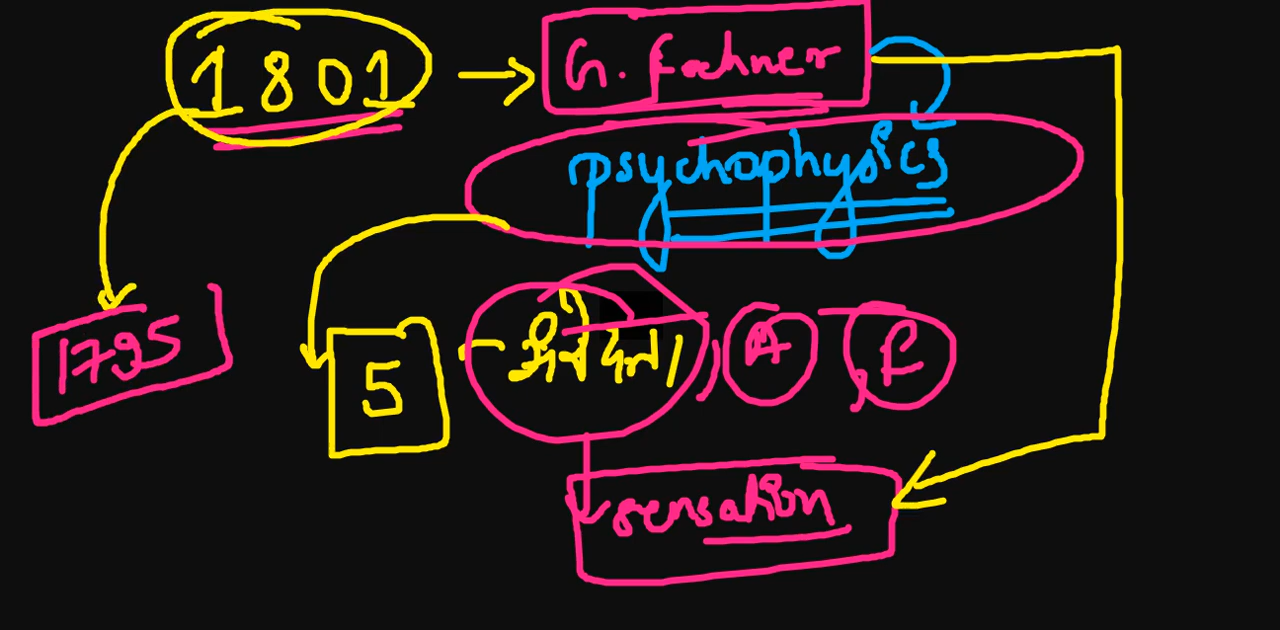 1801 → G. Fechner
psychophysics
1795
5 - संवेदना, A, P
sensation